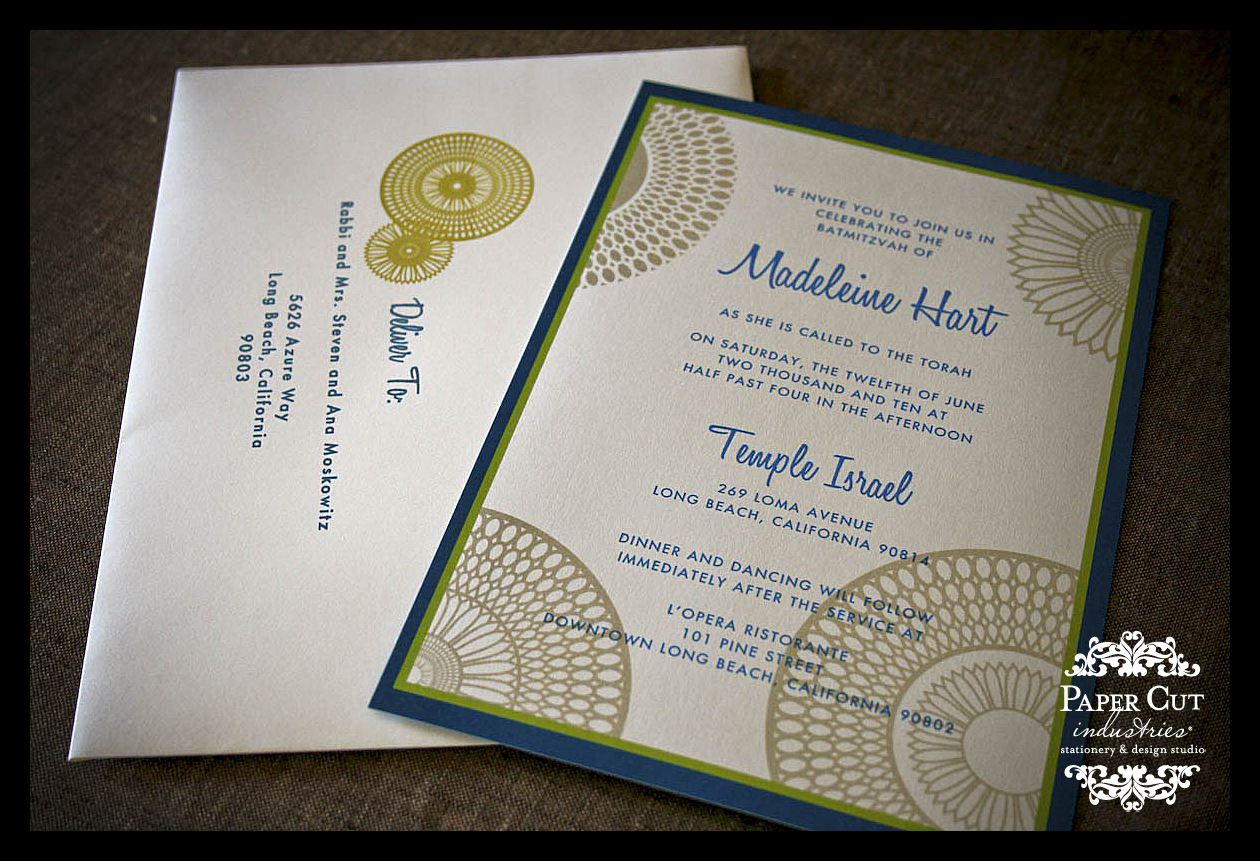 Deliver To:
Rabbi and Mrs. Steven and Ana Moskowitz
5626 Azure Way
Long Beach, California
90803
WE INVITE YOU TO JOIN US IN
CELEBRATING THE
BATMITZVAH OF
Madeleine Hart
AS SHE IS CALLED TO THE TORAH
ON SATURDAY, THE TWELFTH OF JUNE
TWO THOUSAND AND TEN AT
HALF PAST FOUR IN THE AFTERNOON
Temple Israel
269 LOMA AVENUE
LONG BEACH, CALIFORNIA 90814
DINNER AND DANCING WILL FOLLOW
IMMEDIATELY AFTER THE SERVICE AT
L'OPERA RISTORANTE
101 PINE STREET
DOWNTOWN LONG BEACH, CALIFORNIA 90802
PAPER CUT
industries
stationery & design studio